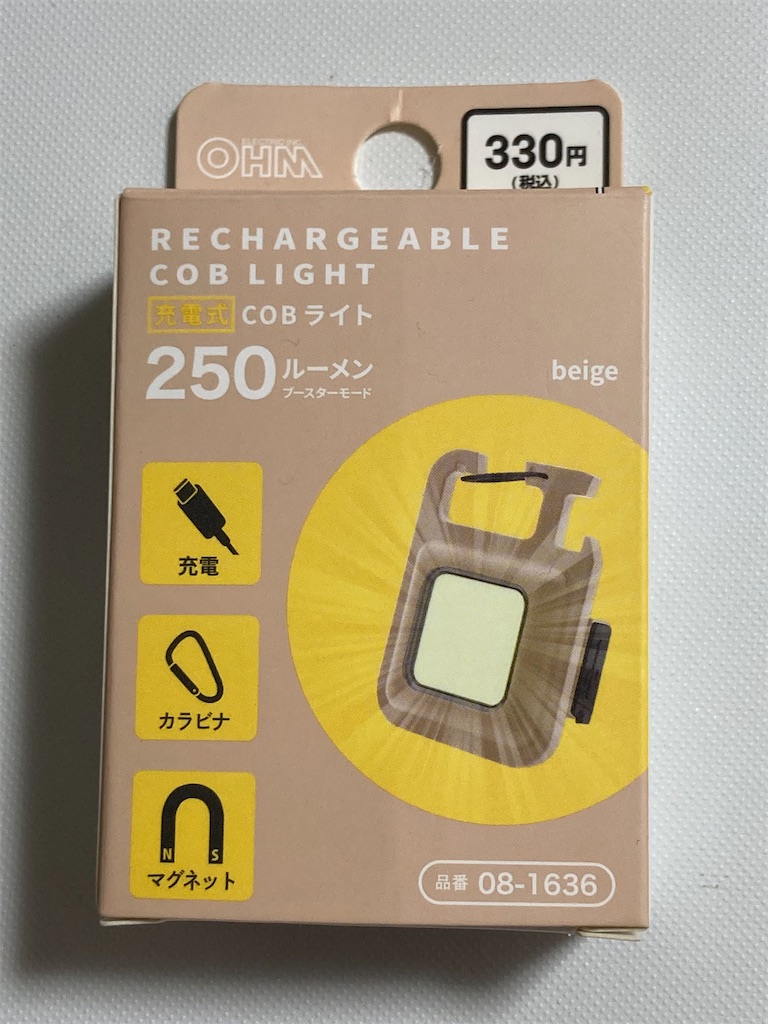 ELECTRIC INC.
OHM
330円
(税込)
RECHARGEABLE
COB LIGHT
充電式 COBライト
250ルーメン
ブースターモード
beige
充電
カラビナ
N S
マグネット
品番 08-1636